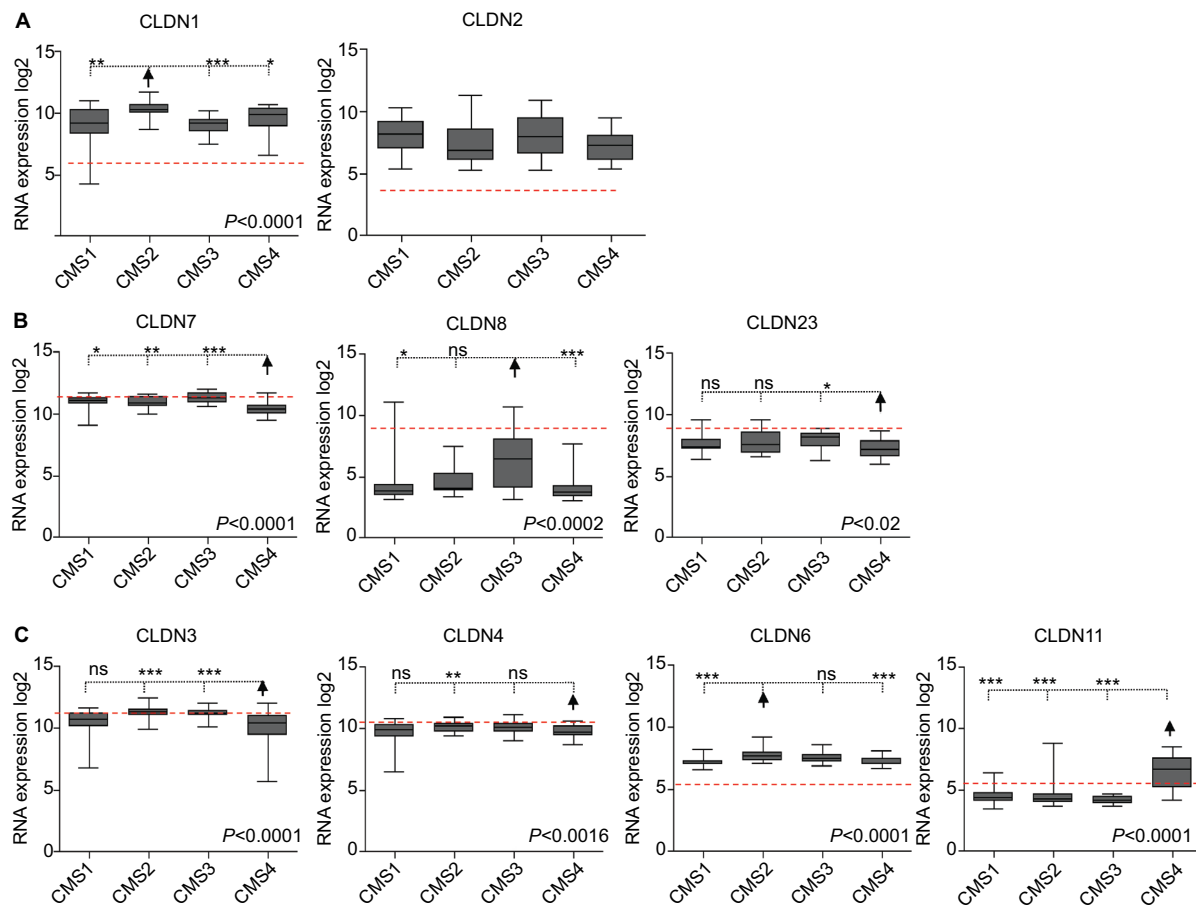 A
CLDN1
CLDN2
RNA expression log2
15
10
5
0
** *** *
P<0.0001
CMS1 CMS2 CMS3 CMS4
RNA expression log2
15
10
5
0
CMS1 CMS2 CMS3 CMS4
B
CLDN7
CLDN8
CLDN23
RNA expression log2
15
10
5
0
* ** ***
P<0.0001
CMS1 CMS2 CMS3 CMS4
RNA expression log2
15
10
5
0
* ns ***
P<0.0002
CMS1 CMS2 CMS3 CMS4
RNA expression log2
15
10
5
0
ns ns *
P<0.02
CMS1 CMS2 CMS3 CMS4
C
CLDN3
CLDN4
CLDN6
CLDN11
RNA expression log2
15
10
5
0
ns *** ***
P<0.0001
CMS1 CMS2 CMS3 CMS4
RNA expression log2
15
10
5
0
ns ** ns
P<0.0016
CMS1 CMS2 CMS3 CMS4
RNA expression log2
15
10
5
0
*** ns ***
P<0.0001
CMS1 CMS2 CMS3 CMS4
RNA expression log2
15
10
5
0
*** *** ***
P<0.0001
CMS1 CMS2 CMS3 CMS4